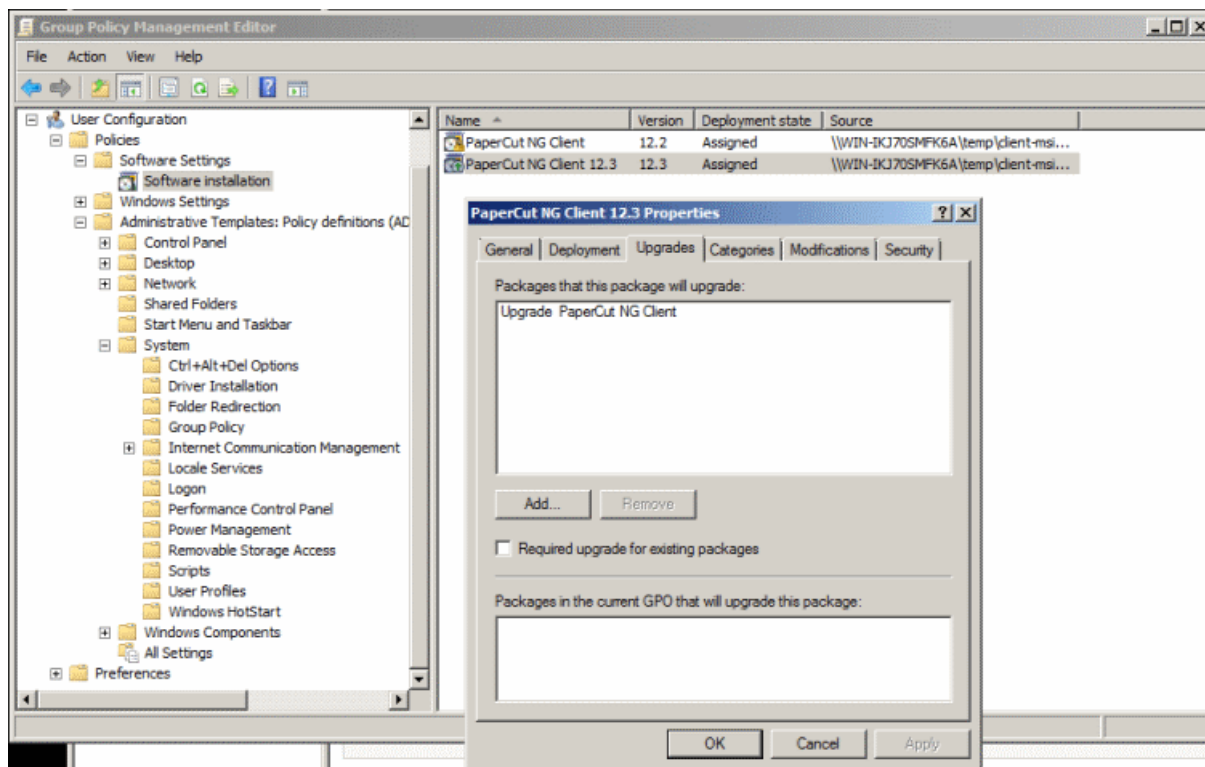 Group Policy Management Editor
File Action View Help
User Configuration
Policies
Software Settings
Software installation
Windows Settings
Administrative Templates: Policy definitions (AD
Control Panel
Desktop
Network
Shared Folders
Start Menu and Taskbar
System
Ctrl+Alt+Del Options
Driver Installation
Folder Redirection
Group Policy
Internet Communication Management
Locale Services
Logon
Performance Control Panel
Power Management
Removable Storage Access
Scripts
User Profiles
Windows HotStart
Windows Components
All Settings
Preferences
Name Version Deployment state Source
PaperCut NG Client 12.2 Assigned \\WIN-IKJ70SMFK6A\temp\client-msi...
PaperCut NG Client 12.3 12.3 Assigned \\WIN-IKJ70SMFK6A\temp\client-msi...
PaperCut NG Client 12.3 Properties
General Deployment Upgrades Categories Modifications Security
Packages that this package will upgrade:
Upgrade PaperCut NG Client
Add... Remove
Required upgrade for existing packages
Packages in the current GPO that will upgrade this package:
OK Cancel Apply